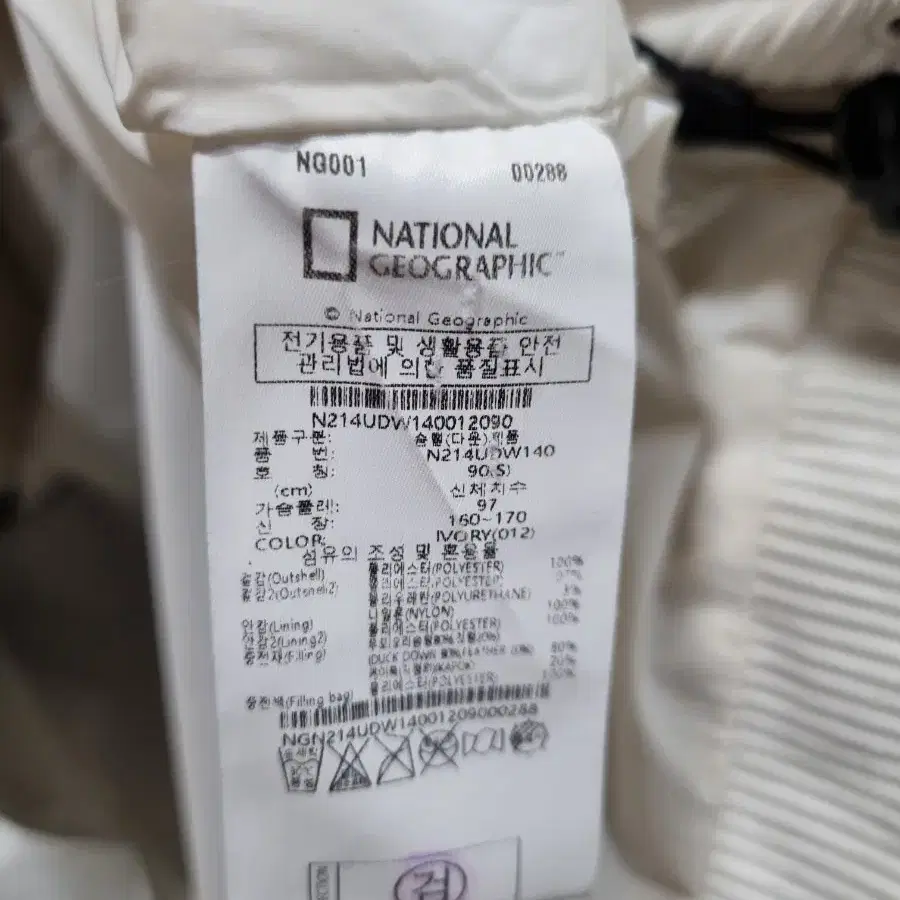 NG001 00288
NATIONAL
GEOGRAPHIC™
© National Geographic
전기용품 및 생활용품 안전
관리법에 의한 품질표시
N214UDW140012090
제품구분: 솜털(다운)제품
품 번: N214UDW140
호 칭: 90(S)
(cm) 신체치수
가슴둘레: 97
신 장: 160~170
COLOR: IVORY(012)
섬유의 조성 및 혼용율
겉감(Outshell) 폴리에스터(POLYESTER) 100%
겉감2(Outshell2) 폴리에스터(POLYESTER) 97%
폴리우레탄(POLYURETHANE) 3%
안감(Lining) 나일론(NYLON) 100%
안감2(Lining2) 폴리에스터(POLYESTER) 100%
충전재(Filling)
(DUCK DOWN 80%
80%
(KAPOK) 20%
충전백(Filling bag) 폴리에스터(POLYESTER) 100%
NGN214UDW14001209000288
검